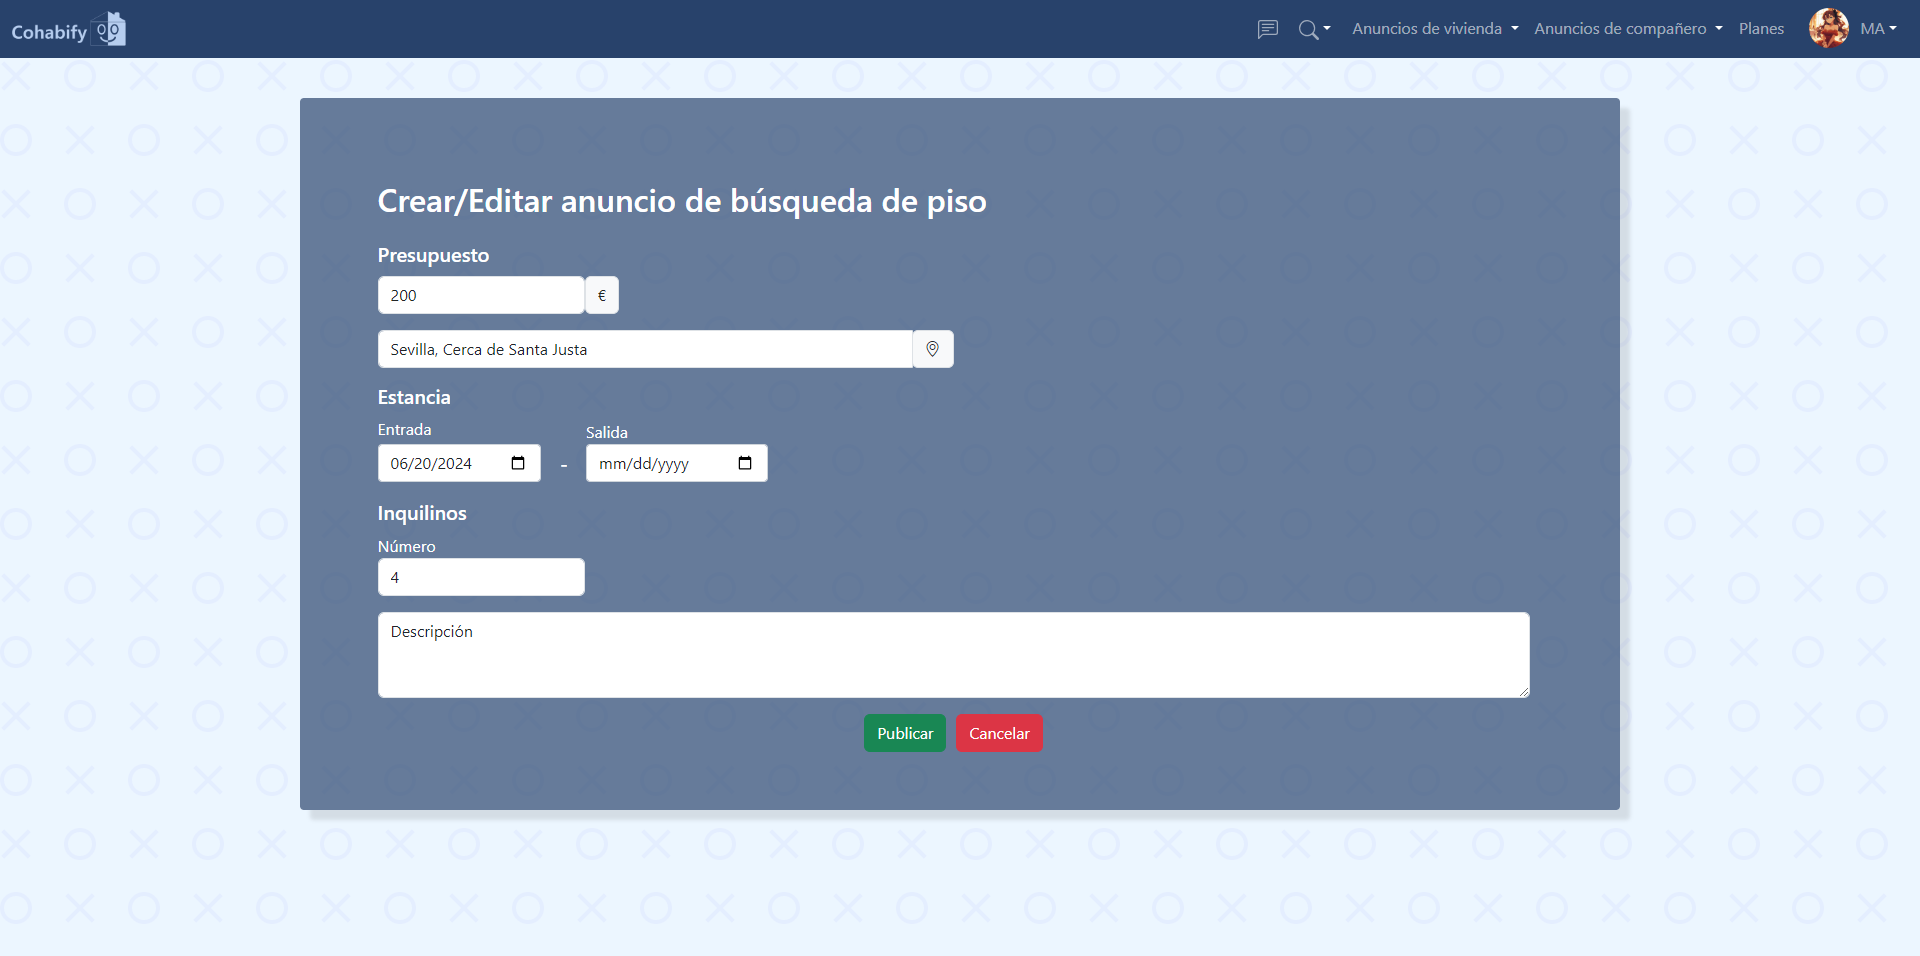 Cohabify
Anuncios de vivienda
Anuncios de compañero
Planes
MA
Crear/Editar anuncio de búsqueda de piso
Presupuesto
200 €
Sevilla, Cerca de Santa Justa
Estancia
Entrada
Salida
06/20/2024 - mm/dd/yyyy
Inquilinos
Número
4
Descripción
Publicar
Cancelar